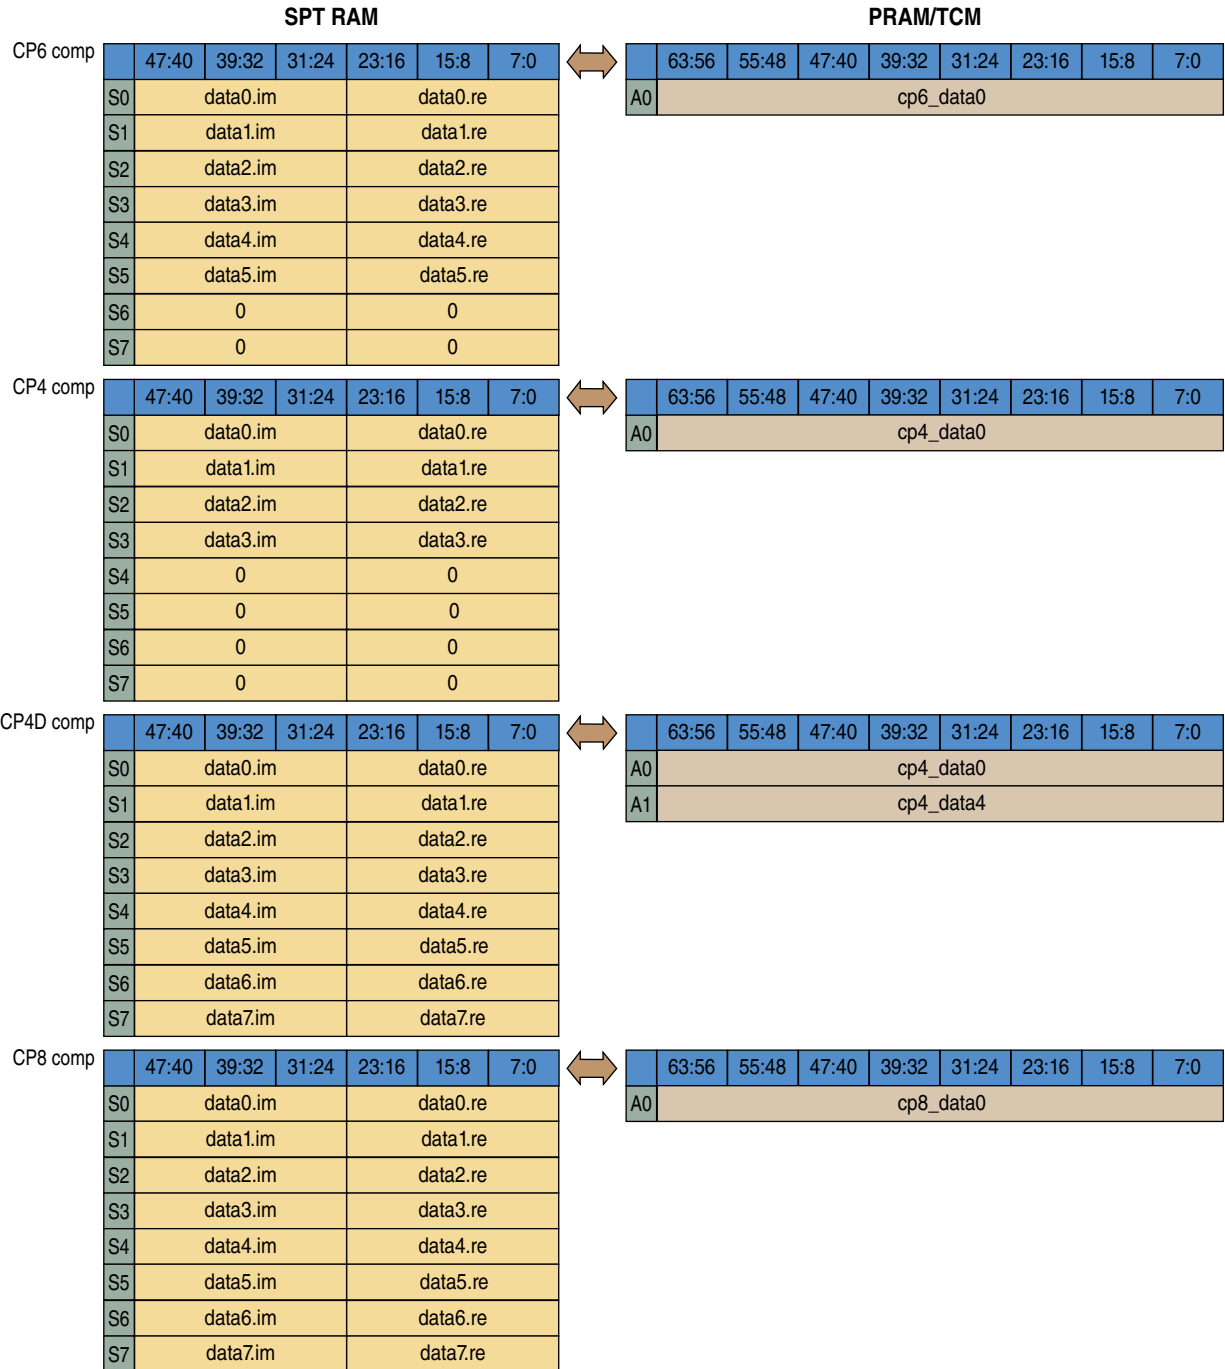 SPT RAM PRAM/TCM
CP6 comp 47:40 39:32 31:24 23:16 15:8 7:0 63:56 55:48 47:40 39:32 31:24 23:16 15:8 7:0
S0 data0.im data0.re A0 cp6_data0
S1 data1.im data1.re
S2 data2.im data2.re
S3 data3.im data3.re
S4 data4.im data4.re
S5 data5.im data5.re
S6 0 0
S7 0 0
CP4 comp 47:40 39:32 31:24 23:16 15:8 7:0 63:56 55:48 47:40 39:32 31:24 23:16 15:8 7:0
S0 data0.im data0.re A0 cp4_data0
S1 data1.im data1.re
S2 data2.im data2.re
S3 data3.im data3.re
S4 0 0
S5 0 0
S6 0 0
S7 0 0
CP4D comp 47:40 39:32 31:24 23:16 15:8 7:0 63:56 55:48 47:40 39:32 31:24 23:16 15:8 7:0
S0 data0.im data0.re A0 cp4_data0
S1 data1.im data1.re A1 cp4_data4
S2 data2.im data2.re
S3 data3.im data3.re
S4 data4.im data4.re
S5 data5.im data5.re
S6 data6.im data6.re
S7 data7.im data7.re
CP8 comp 47:40 39:32 31:24 23:16 15:8 7:0 63:56 55:48 47:40 39:32 31:24 23:16 15:8 7:0
S0 data0.im data0.re A0 cp8_data0
S1 data1.im data1.re
S2 data2.im data2.re
S3 data3.im data3.re
S4 data4.im data4.re
S5 data5.im data5.re
S6 data6.im data6.re
S7 data7.im data7.re